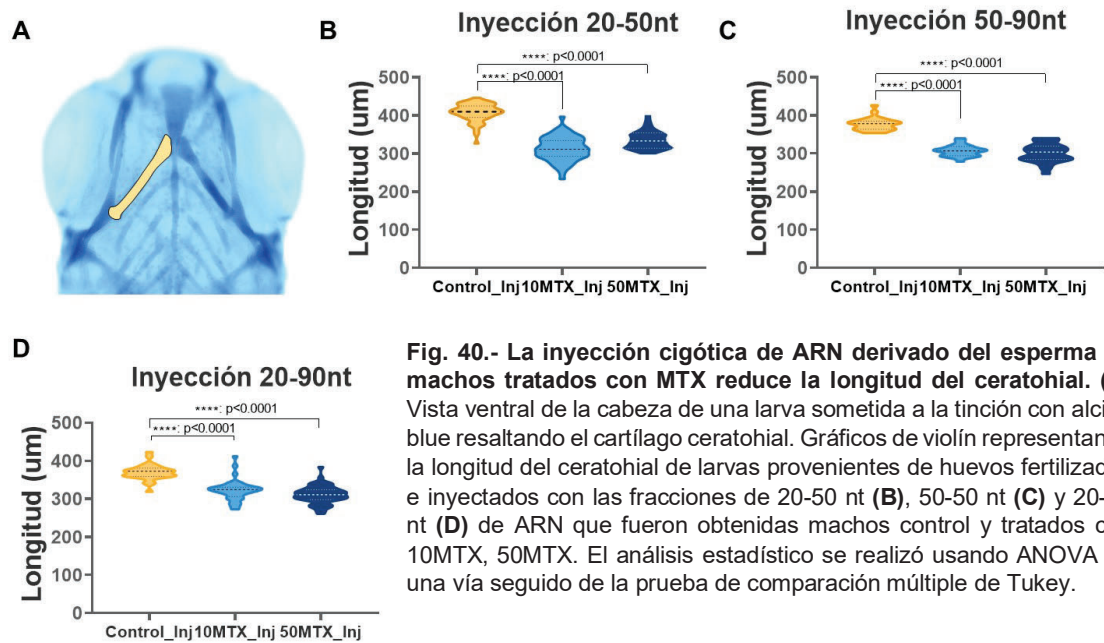 A
B
Inyección 20-50nt
****: p<0.0001
****: p<0.0001
Longitud (um)
500
400
300
200
100
0
Control_Inj 10MTX_Inj 50MTX_Inj
C
Inyección 50-90nt
****: p<0.0001
****: p<0.0001
Longitud (um)
500
400
300
200
100
0
Control_Inj 10MTX_Inj 50MTX_Inj
D
Inyección 20-90nt
****: p<0.0001
****: p<0.0001
Longitud (um)
500
400
300
200
100
0
Control_Inj 10MTX_Inj 50MTX_Inj
Fig. 40.- La inyección cigótica de ARN derivado del esperma
machos tratados con MTX reduce la longitud del ceratohial. (
Vista ventral de la cabeza de una larva sometida a la tinción con alci
blue resaltando el cartílago ceratohial. Gráficos de violín representan
la longitud del ceratohial de larvas provenientes de huevos fertilizad
e inyectados con las fracciones de 20-50 nt (B), 50-50 nt (C) y 20-
nt (D) de ARN que fueron obtenidas machos control y tratados c
10MTX, 50MTX. El análisis estadístico se realizó usando ANOVA
una vía seguido de la prueba de comparación múltiple de Tukey.